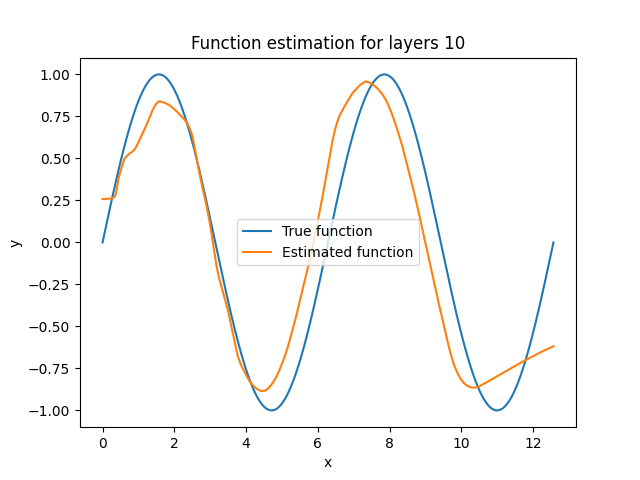 Function estimation for layers 10
1.00
0.75
0.50
0.25
0.00
−0.25
−0.50
−0.75
−1.00
y
True function
Estimated function
0 2 4 6 8 10 12
x